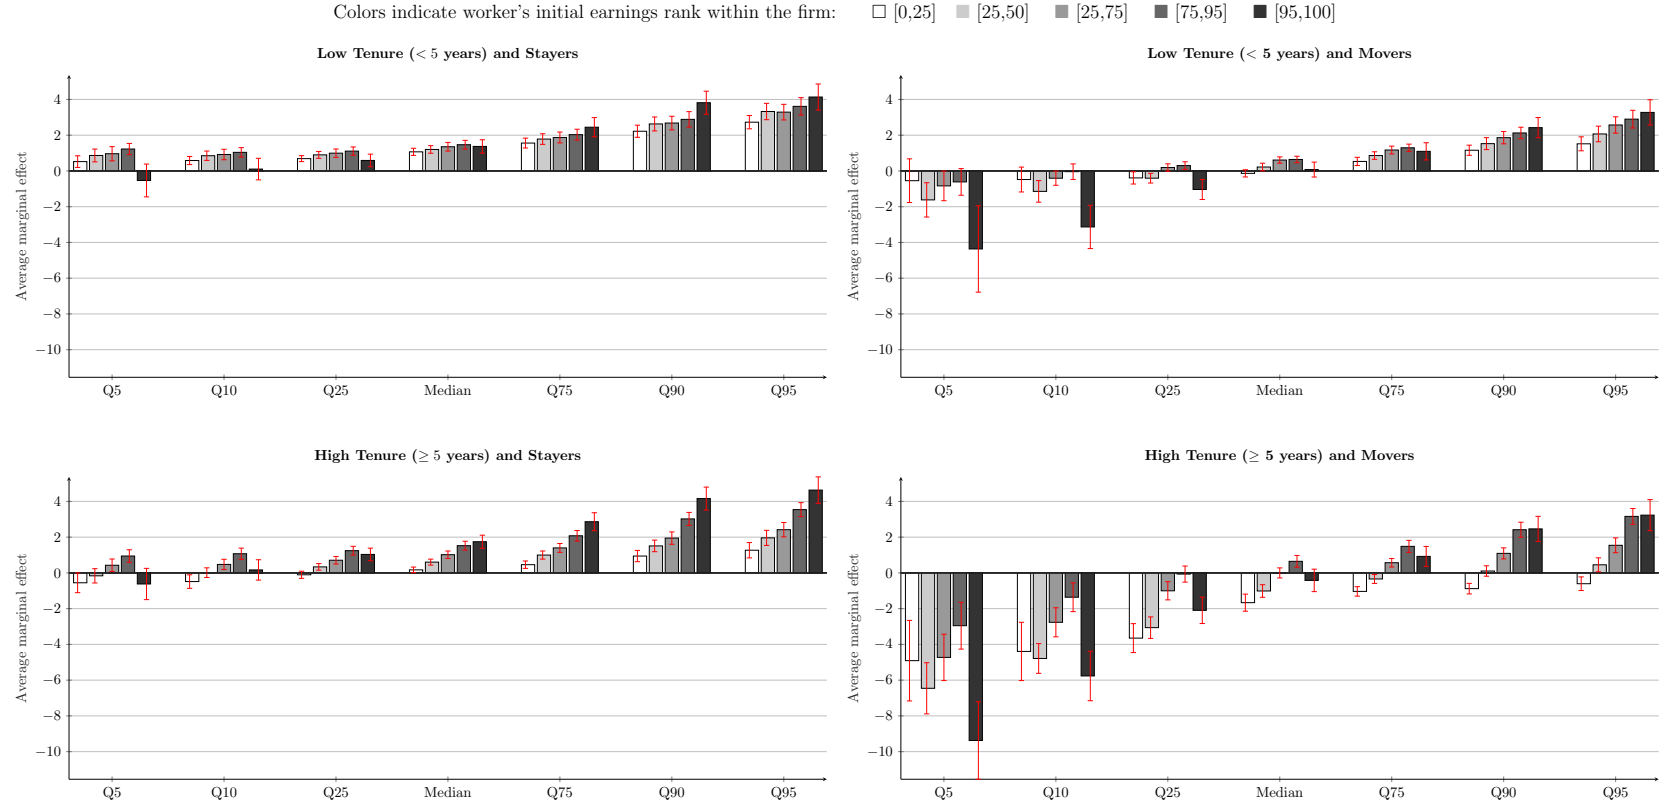 Colors indicate worker's initial earnings rank within the firm: [0,25] [25,50] [25,75] [75,95] [95,100]
Low Tenure (< 5 years) and Stayers
Average marginal effect
4
2
0
−2
−4
−6
−8
−10
Q5 Q10 Q25 Median Q75 Q90 Q95
Low Tenure (< 5 years) and Movers
Average marginal effect
4
2
0
−2
−4
−6
−8
−10
Q5 Q10 Q25 Median Q75 Q90 Q95
High Tenure (≥ 5 years) and Stayers
Average marginal effect
4
2
0
−2
−4
−6
−8
−10
Q5 Q10 Q25 Median Q75 Q90 Q95
High Tenure (≥ 5 years) and Movers
Average marginal effect
4
2
0
−2
−4
−6
−8
−10
Q5 Q10 Q25 Median Q75 Q90 Q95